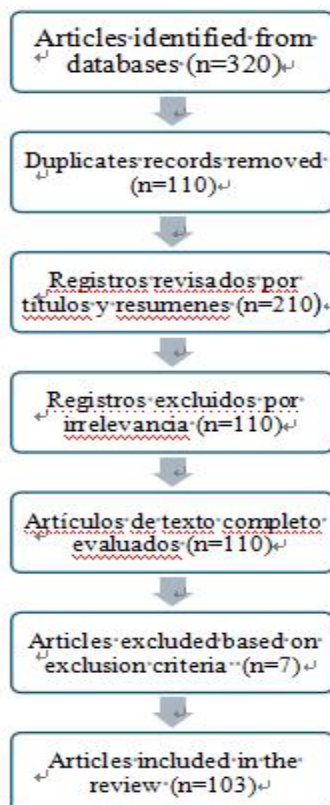 Articles identified from
databases (n=320)
Duplicates records removed
(n=110)
Registros revisados por
títulos y resumenes (n=210)
Registros excluidos por
irrelevancia (n=110)
Artículos de texto completo
evaluados (n=110)
Articles excluded based on
exclusion criteria (n=7)
Articles included in the
review (n=103)